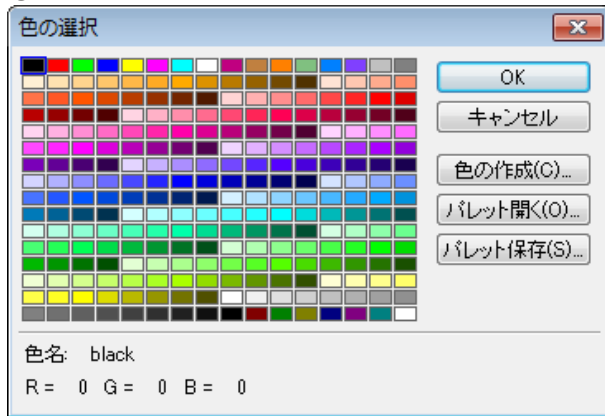 色の選択
OK
キャンセル
色の作成(C)...
パレット開く(O)...
パレット保存(S)...
色名:  black
R =   0  G =   0  B =   0